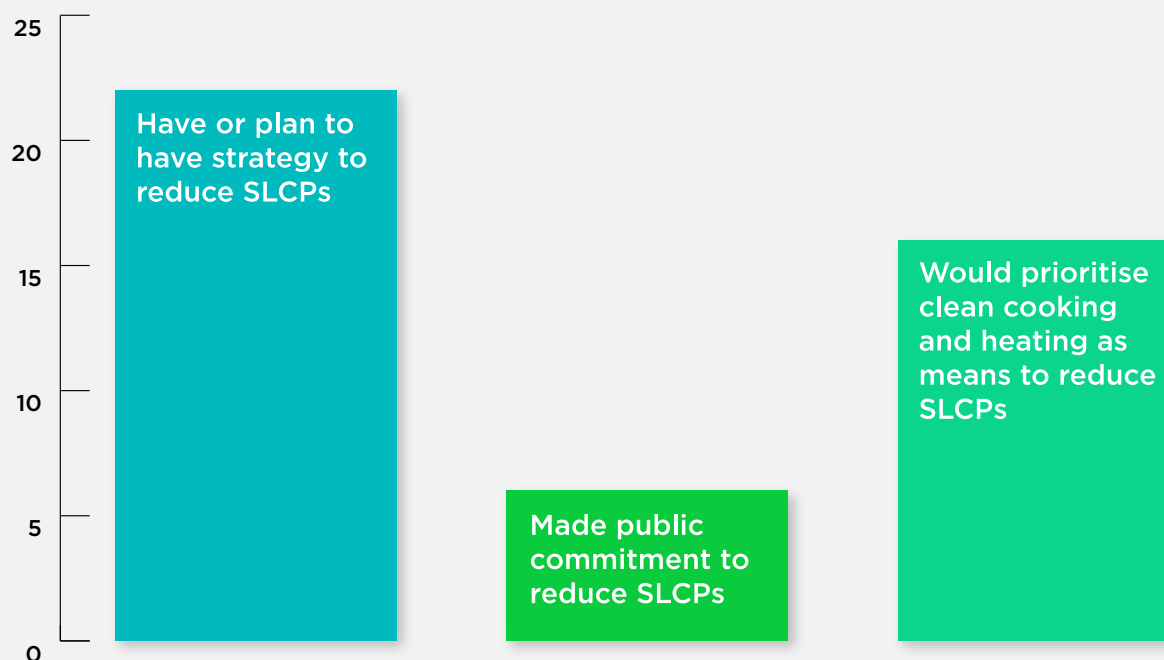 25
20
15
10
5
0
Have or plan to
have strategy to
reduce SLCPs
Made public
commitment to
reduce SLCPs
Would prioritise
clean cooking
and heating as
means to reduce
SLCPs